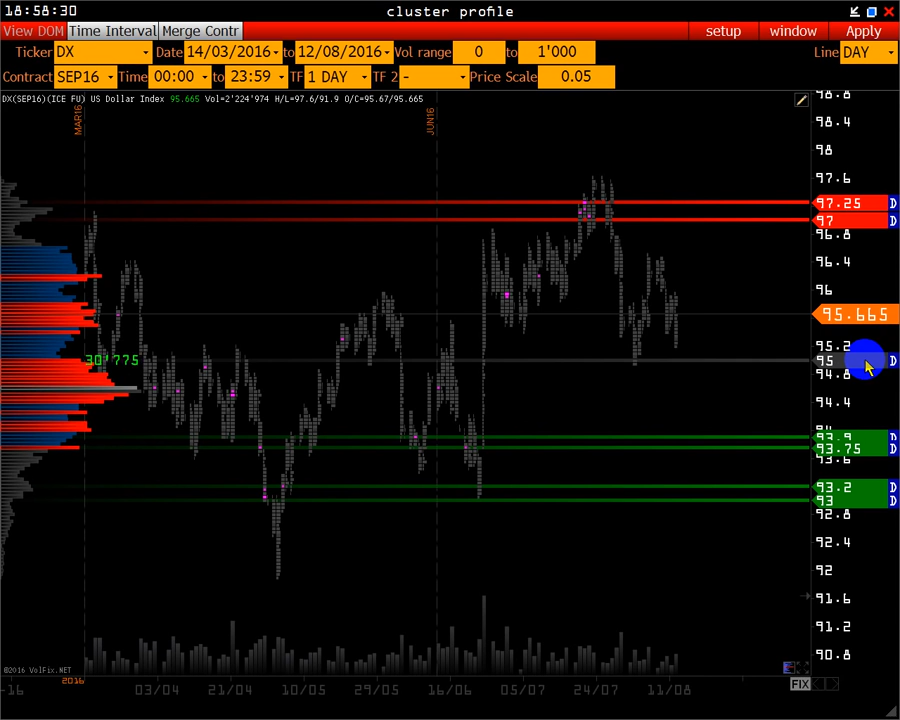 18:58:30 cluster profile
View DOM Time Interval Merge Contr setup window Apply
Ticker DX Date 14/03/2016 to 12/08/2016 Vol range 0 to 1'000 Line DAY
Contract SEP16 Time 00:00 to 23:59 TF 1 DAY TF 2 - Price Scale 0.05
DX(SEP16)(ICE FU) US Dollar Index 95.665 Vol=2'224'974 H/L=97.6/91.9 O/C=95.67/95.665
MAR16
JUN16
98.8
98.4
98
97.6
97.25 D
97 D
96.8
96.4
96
95.665
95.2
30'775
95 D
94.8
94.4
94
93.9 D
93.75 D
93.6
93.2 D
93 D
92.8
92.4
92
91.6
91.2
90.8
©2016 VolFix.NET
2016
FIX
-16 03/04 21/04 10/05 29/05 16/06 05/07 24/07 11/08